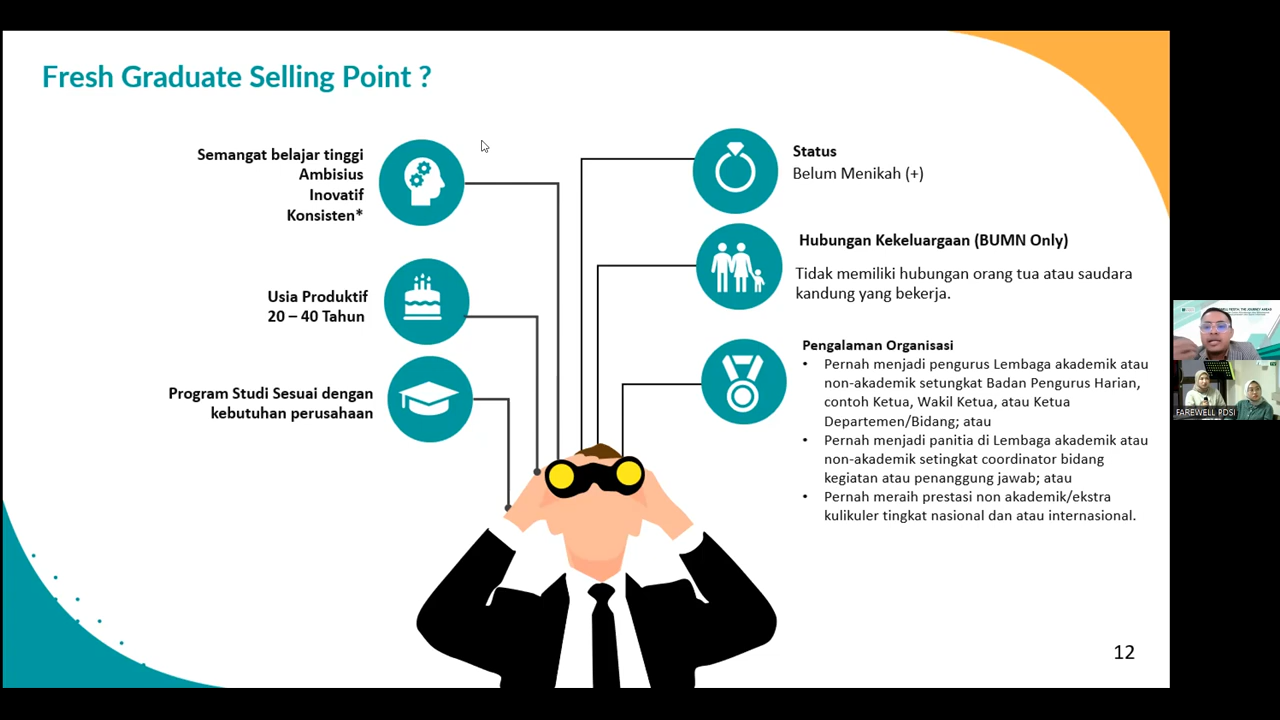 Fresh Graduate Selling Point ?
Semangat belajar tinggi
Ambisius
Inovatif
Konsisten*
Usia Produktif
20 – 40 Tahun
Program Studi Sesuai dengan
kebutuhan perusahaan
Status
Belum Menikah (+)
Hubungan Kekeluargaan (BUMN Only)
Tidak memiliki hubungan orang tua atau saudara
kandung yang bekerja.
Pengalaman Organisasi
• Pernah menjadi pengurus Lembaga akademik atau
non-akademik setungkat Badan Pengurus Harian,
contoh Ketua, Wakil Ketua, atau Ketua
Departemen/Bidang; atau
• Pernah menjadi panitia di Lembaga akademik atau
non-akademik setingkat coordinator bidang
kegiatan atau penanggung jawab; atau
• Pernah meraih prestasi non akademik/ekstra
kulikuler tingkat nasional dan atau internasional.
12
FAREWELL PDSI